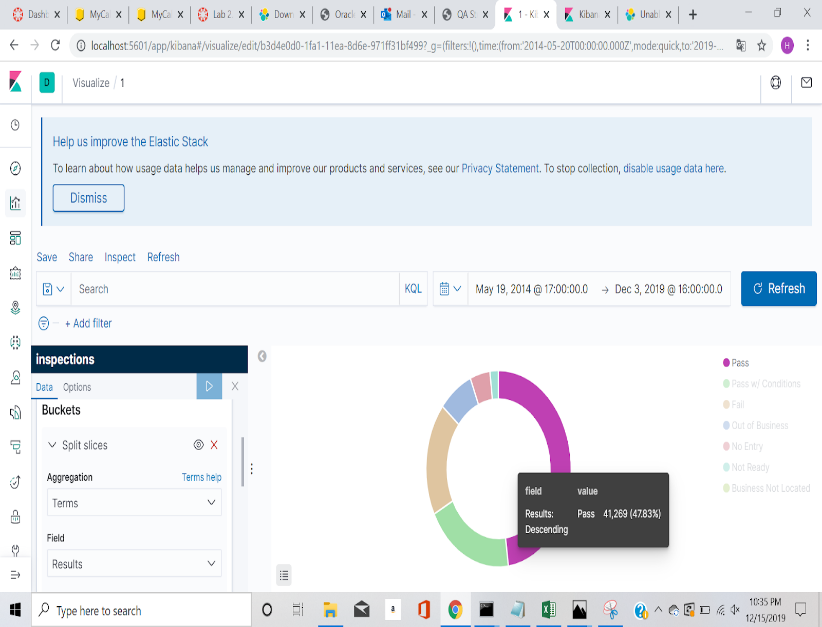 Dashb
MyCal
MyCal
Lab 2
Down
Oracl
Mail -
QA St
1 - Kib
Kiban
Unabl
localhost:5601/app/kibana#/visualize/edit/b3d4e0d0-1fa1-11ea-8d6e-971ff31bf499?_g=(filters:!(),time:(from:'2014-05-20T00:00:00.000Z',mode:quick,to:'2019-...
H
D Visualize / 1
Help us improve the Elastic Stack
To learn about how usage data helps us manage and improve our products and services, see our Privacy Statement. To stop collection, disable usage data here.
Dismiss
Save Share Inspect Refresh
Search KQL May 19, 2014 @ 17:00:00.0 → Dec 3, 2019 @ 16:00:00.0 Refresh
+ Add filter
inspections
Data Options
Buckets
Split slices
Aggregation Terms help
Terms
Field
Results
Pass
Pass w/ Conditions
Fail
Out of Business
No Entry
Not Ready
Business Not Located
field value
Results: Pass 41,269 (47.83%)
Descending
Type here to search
10:35 PM
12/15/2019